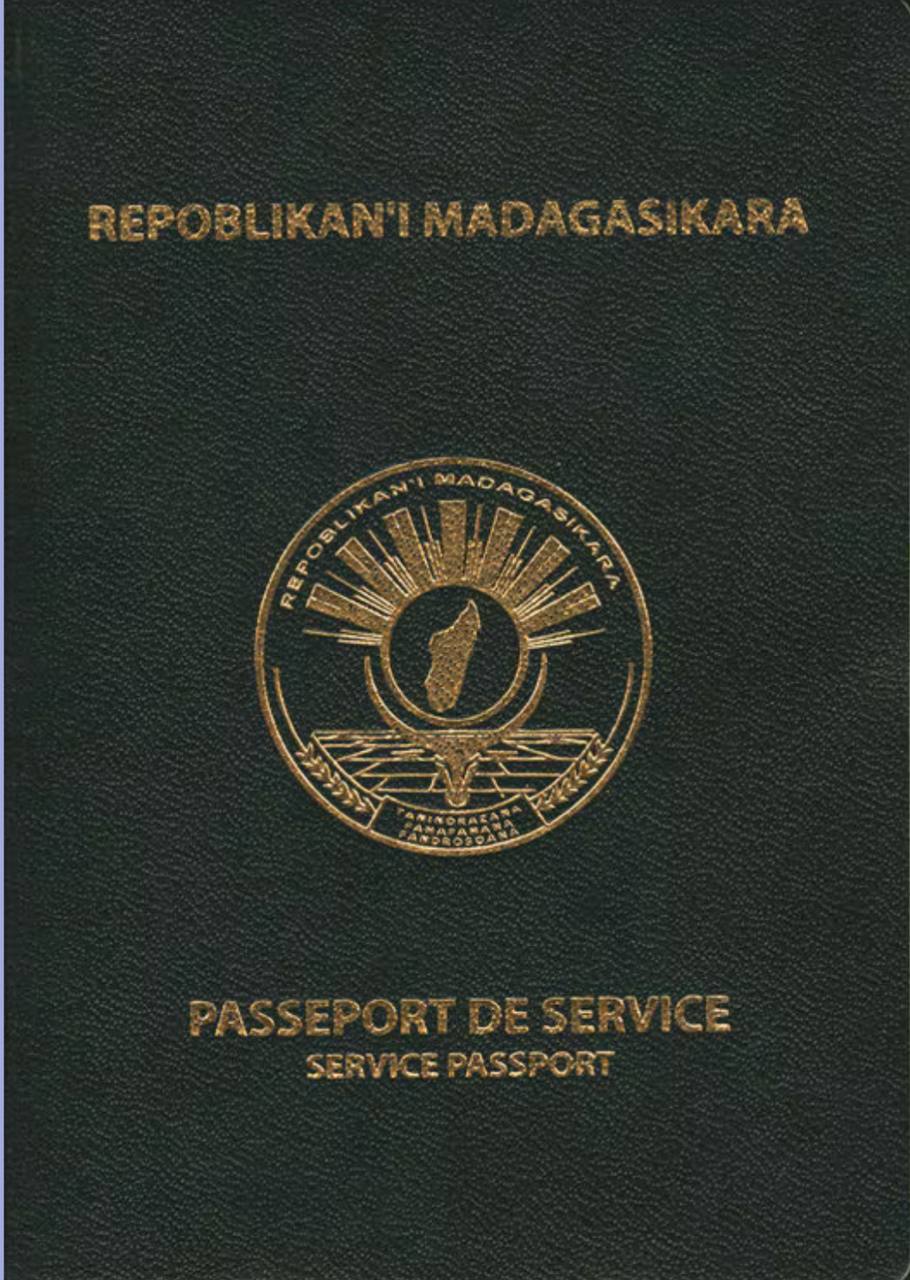 REPOBLIKAN'I MADAGASIKARA
REPOBLIKAN'I MADAGASIKARA
TANINDRAZANA
FAHAFAHANA
FANDROSOANA
PASSEPORT DE SERVICE
SERVICE PASSPORT